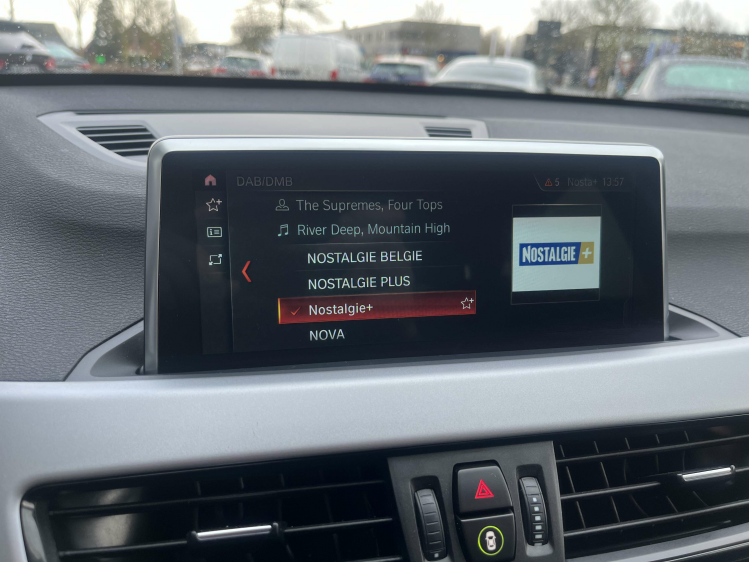 DAB/DMB
5 Nosta+ 13:57
The Supremes, Four Tops
River Deep, Mountain High
NOSTALGIE BELGIE
NOSTALGIE PLUS
Nostalgie+
NOVA
NOSTALGIE +